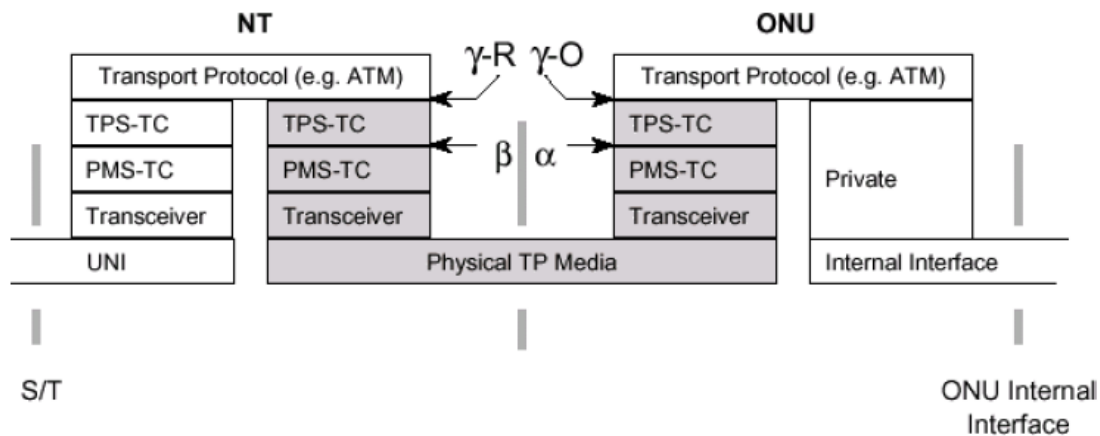 NT
ONU
γ-R γ-O
Transport Protocol (e.g. ATM)
Transport Protocol (e.g. ATM)
TPS-TC
TPS-TC
TPS-TC
β
α
PMS-TC
PMS-TC
PMS-TC
Private
Transceiver
Transceiver
Transceiver
UNI
Physical TP Media
Internal Interface
S/T
ONU Internal
Interface